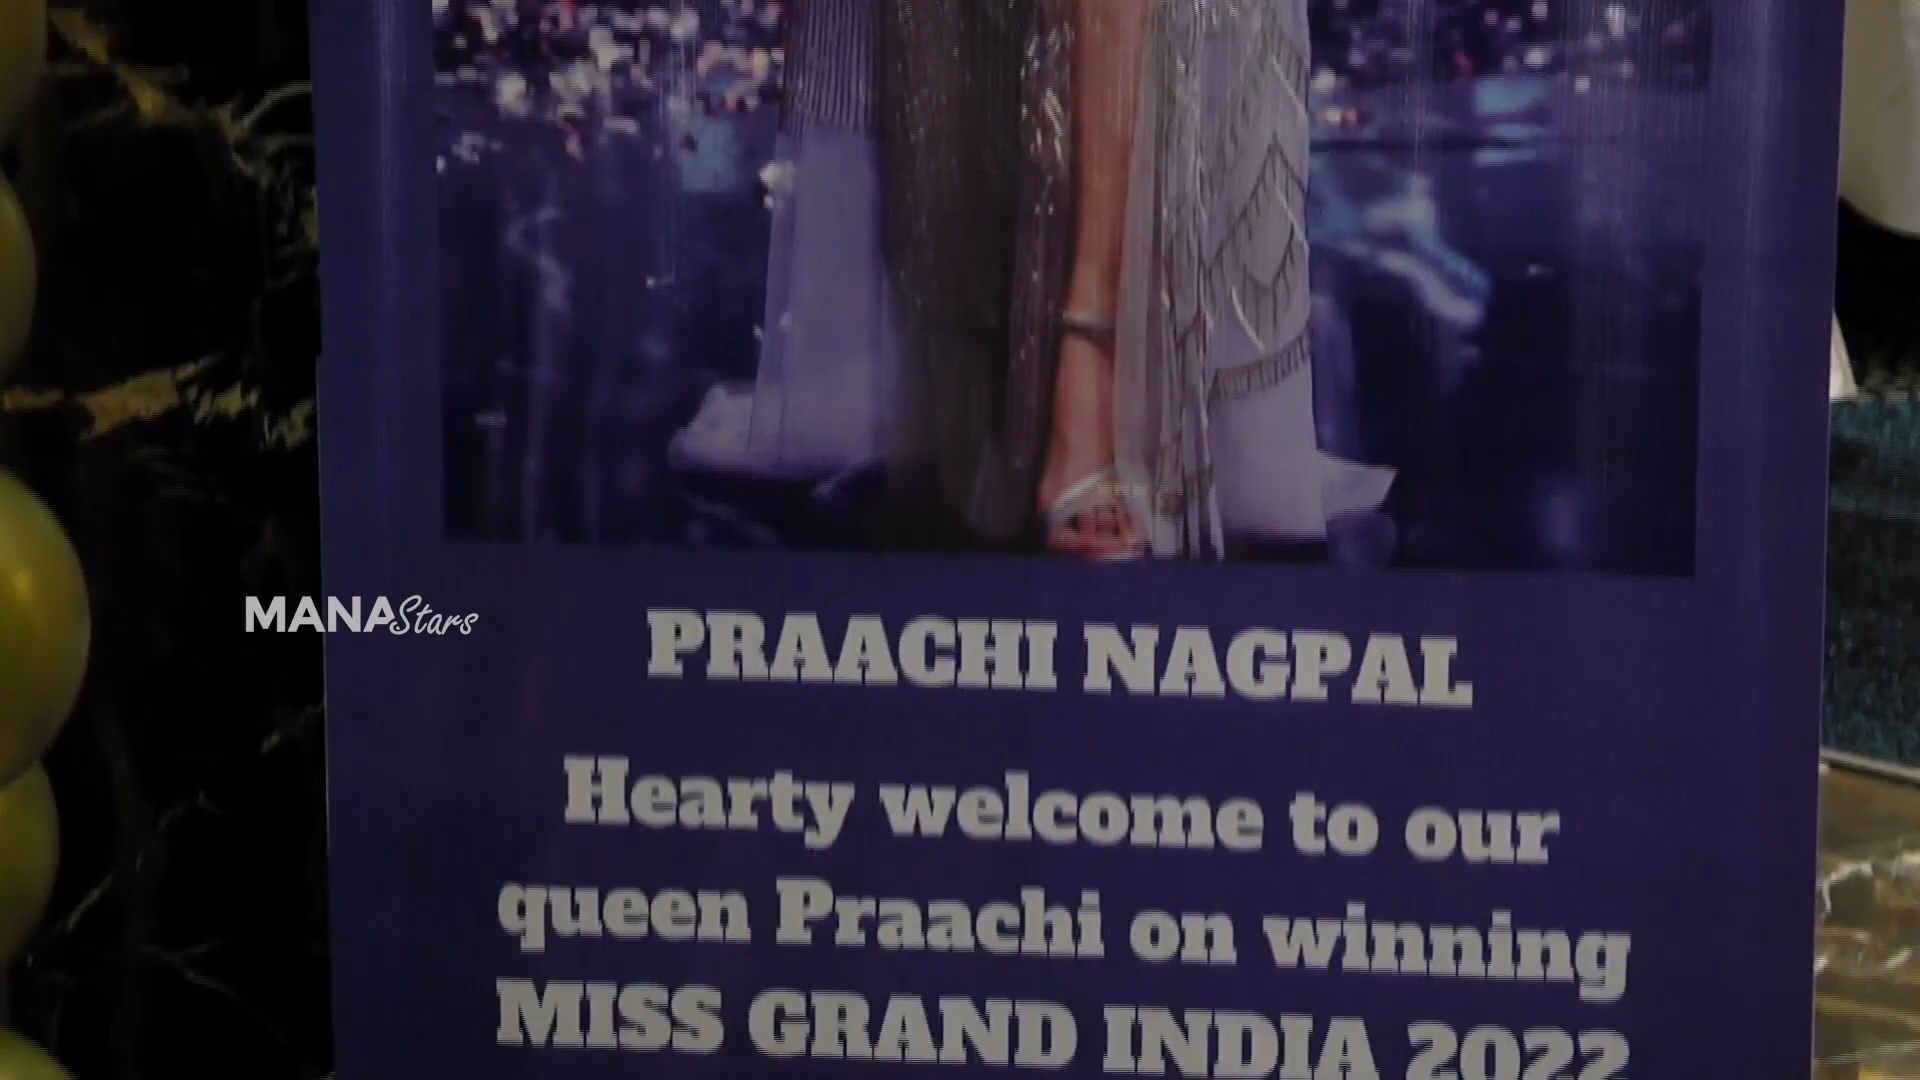 MANAStars
PRAACHI NAGPAL
Hearty welcome to our
queen Praachi on winning
MISS GRAND INDIA 2022